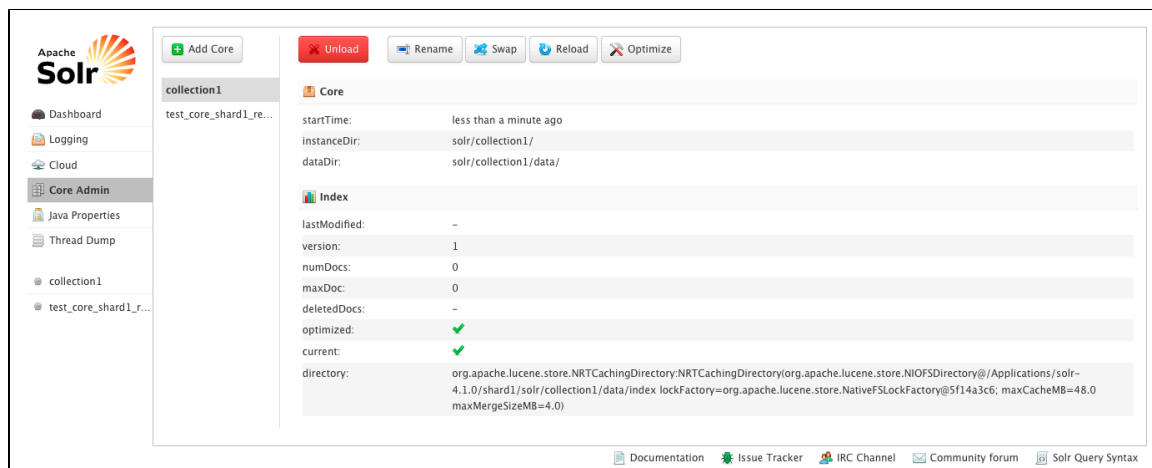 Apache
Solr
Dashboard
Logging
Cloud
Core Admin
Java Properties
Thread Dump
collection1
test_core_shard1_r...
Add Core
collection1
test_core_shard1_re...
Unload
Rename
Swap
Reload
Optimize
Core
startTime: less than a minute ago
instanceDir: solr/collection1/
dataDir: solr/collection1/data/
Index
lastModified: –
version: 1
numDocs: 0
maxDoc: 0
deletedDocs: –
optimized:
current:
directory: org.apache.lucene.store.NRTCachingDirectory:NRTCachingDirectory(org.apache.lucene.store.NIOFSDirectory@/Applications/solr-
4.1.0/shard1/solr/collection1/data/index lockFactory=org.apache.lucene.store.NativeFSLockFactory@5f14a3c6; maxCacheMB=48.0
maxMergeSizeMB=4.0)
Documentation
Issue Tracker
IRC Channel
Community forum
Solr Query Syntax